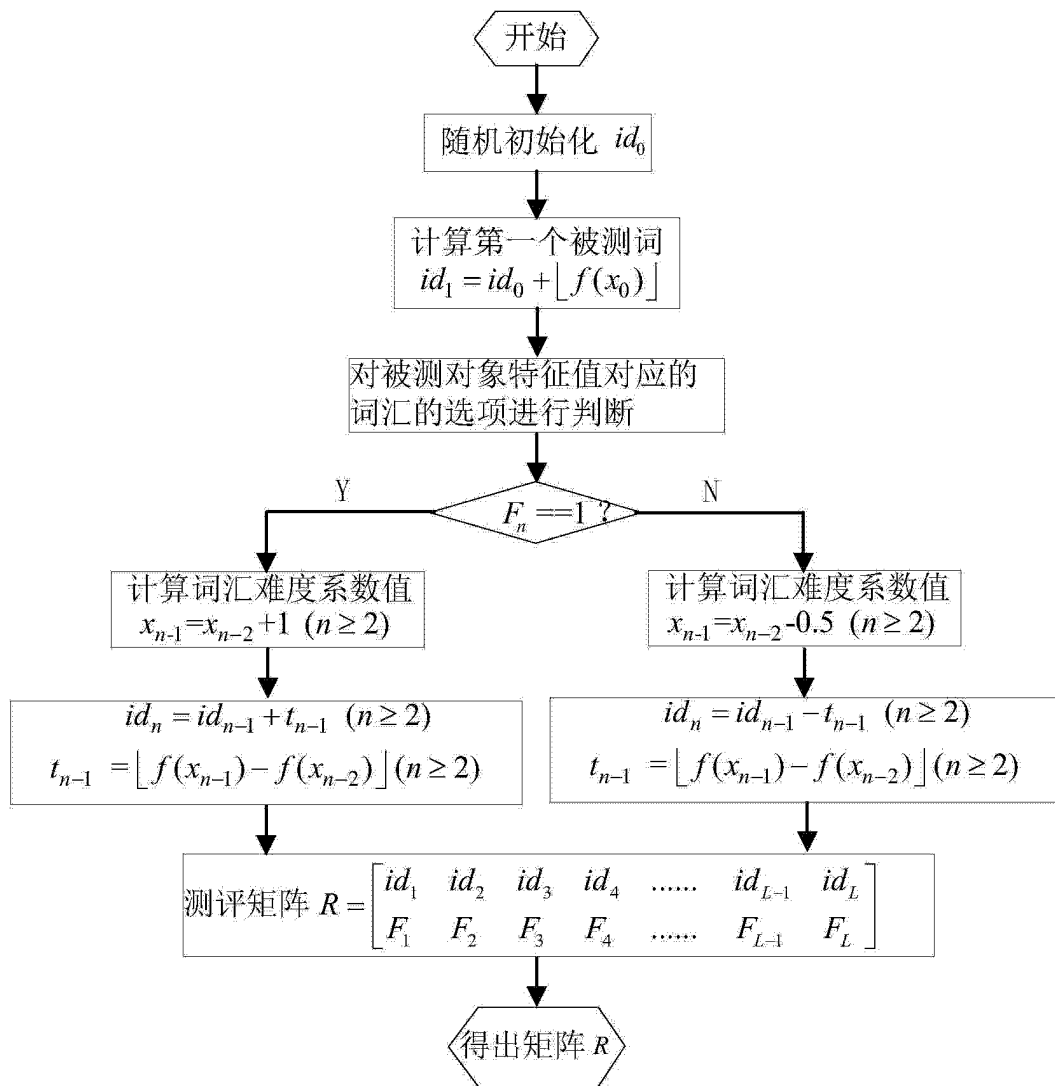 开始
随机初始化 id₀
计算第一个被测词
id₁ = id₀ + ⌊f(x₀)⌋
对被测对象特征值对应的
词汇的选项进行判断
Y
N
Fₙ ==1 ?
计算词汇难度系数值
xₙ₋₁=xₙ₋₂+1 (n ≥ 2)
计算词汇难度系数值
xₙ₋₁=xₙ₋₂-0.5 (n ≥ 2)
idₙ = idₙ₋₁ + tₙ₋₁ (n ≥ 2)
tₙ₋₁ = ⌊f(xₙ₋₁) − f(xₙ₋₂)⌋(n ≥ 2)
idₙ = idₙ₋₁ − tₙ₋₁ (n ≥ 2)
tₙ₋₁ = ⌊f(xₙ₋₁) − f(xₙ₋₂)⌋(n ≥ 2)
测评矩阵 R =
id₁ id₂ id₃ id₄ ...... id_{L−1} id_L
F₁ F₂ F₃ F₄ ...... F_{L−1} F_L
得出矩阵 R